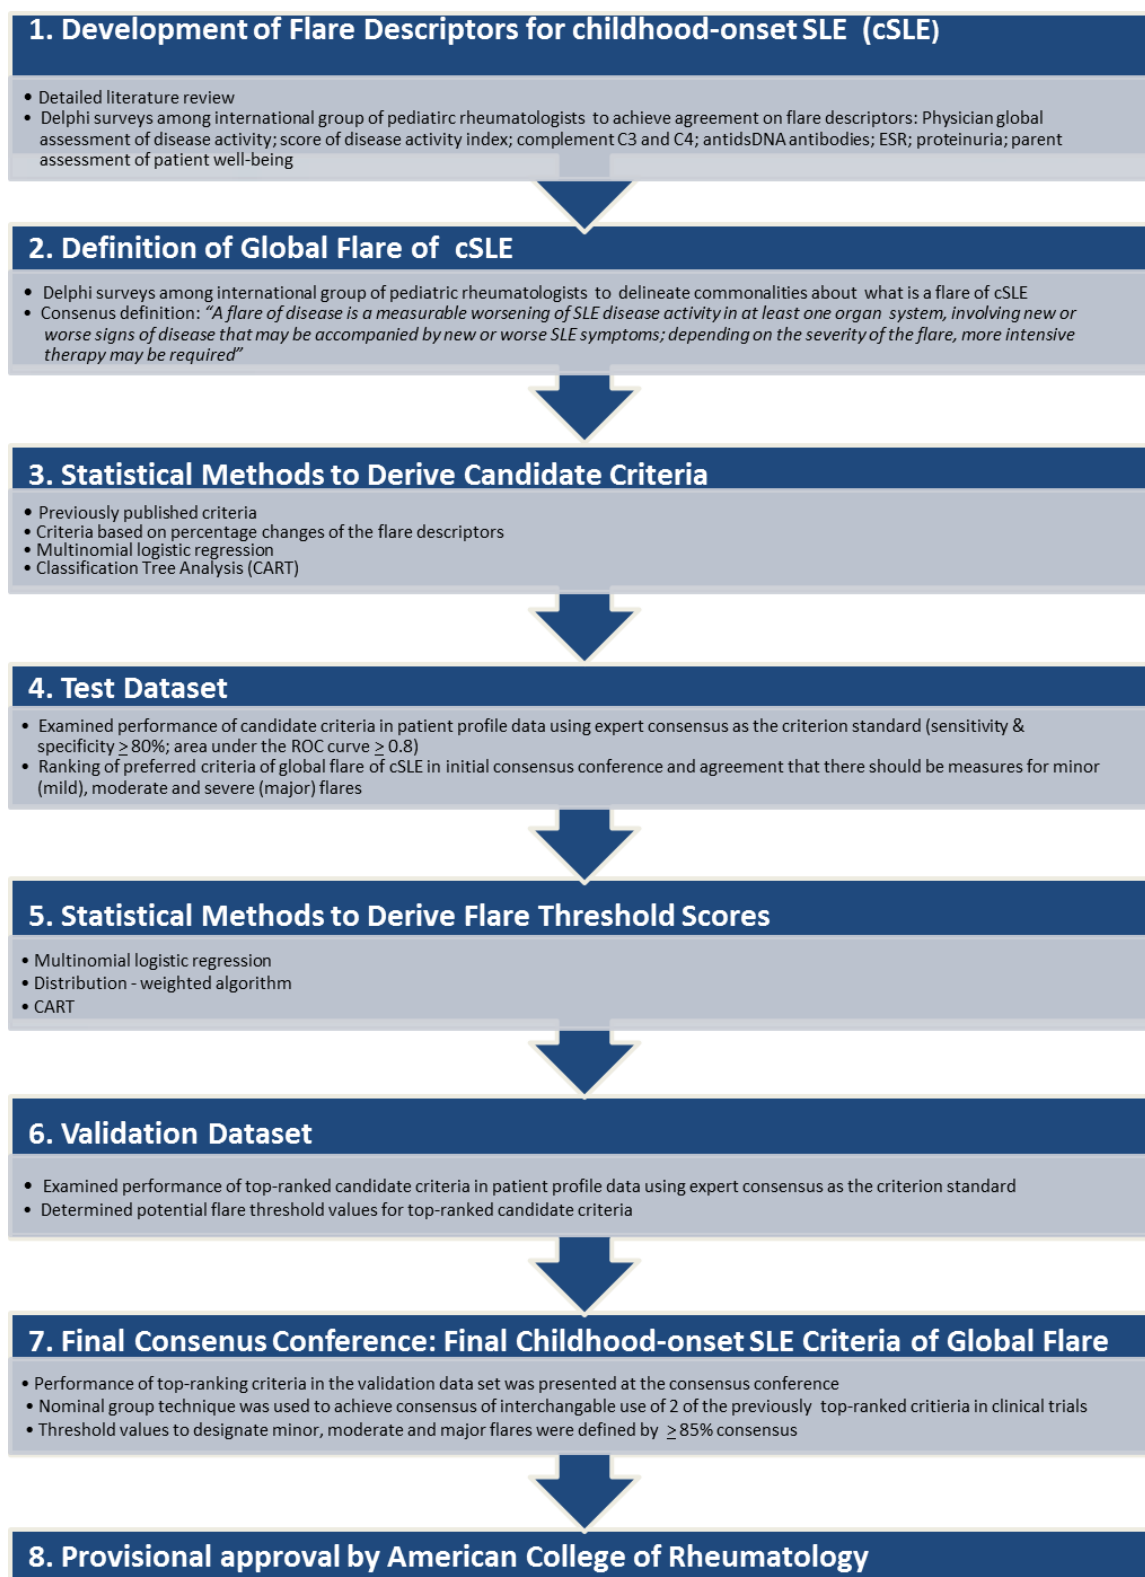 1. Development of Flare Descriptors for childhood-onset SLE (cSLE)
• Detailed literature review
• Delphi surveys among international group of pediatirc rheumatologists to achieve agreement on flare descriptors: Physician global
assessment of disease activity; score of disease activity index; complement C3 and C4; antidsDNA antibodies; ESR; proteinuria; parent
assessment of patient well-being
2. Definition of Global Flare of cSLE
• Delphi surveys among international group of pediatric rheumatologists to delineate commonalities about what is a flare of cSLE
• Consenus definition: “A flare of disease is a measurable worsening of SLE disease activity in at least one organ system, involving new or
worse signs of disease that may be accompanied by new or worse SLE symptoms; depending on the severity of the flare, more intensive
therapy may be required”
3. Statistical Methods to Derive Candidate Criteria
• Previously published criteria
• Criteria based on percentage changes of the flare descriptors
• Multinomial logistic regression
• Classification Tree Analysis (CART)
4. Test Dataset
• Examined performance of candidate criteria in patient profile data using expert consensus as the criterion standard (sensitivity &
specificity ≥ 80%; area under the ROC curve ≥ 0.8)
• Ranking of preferred criteria of global flare of cSLE in initial consensus conference and agreement that there should be measures for minor
(mild), moderate and severe (major) flares
5. Statistical Methods to Derive Flare Threshold Scores
• Multinomial logistic regression
• Distribution - weighted algorithm
• CART
6. Validation Dataset
• Examined performance of top-ranked candidate criteria in patient profile data using expert consensus as the criterion standard
• Determined potential flare threshold values for top-ranked candidate criteria
7. Final Consenus Conference: Final Childhood-onset SLE Criteria of Global Flare
• Performance of top-ranking criteria in the validation data set was presented at the consensus conference
• Nominal group technique was used to achieve consensus of interchangable use of 2 of the previously top-ranked critieria in clinical trials
• Threshold values to designate minor, moderate and major flares were defined by ≥ 85% consensus
8. Provisional approval by American College of Rheumatology